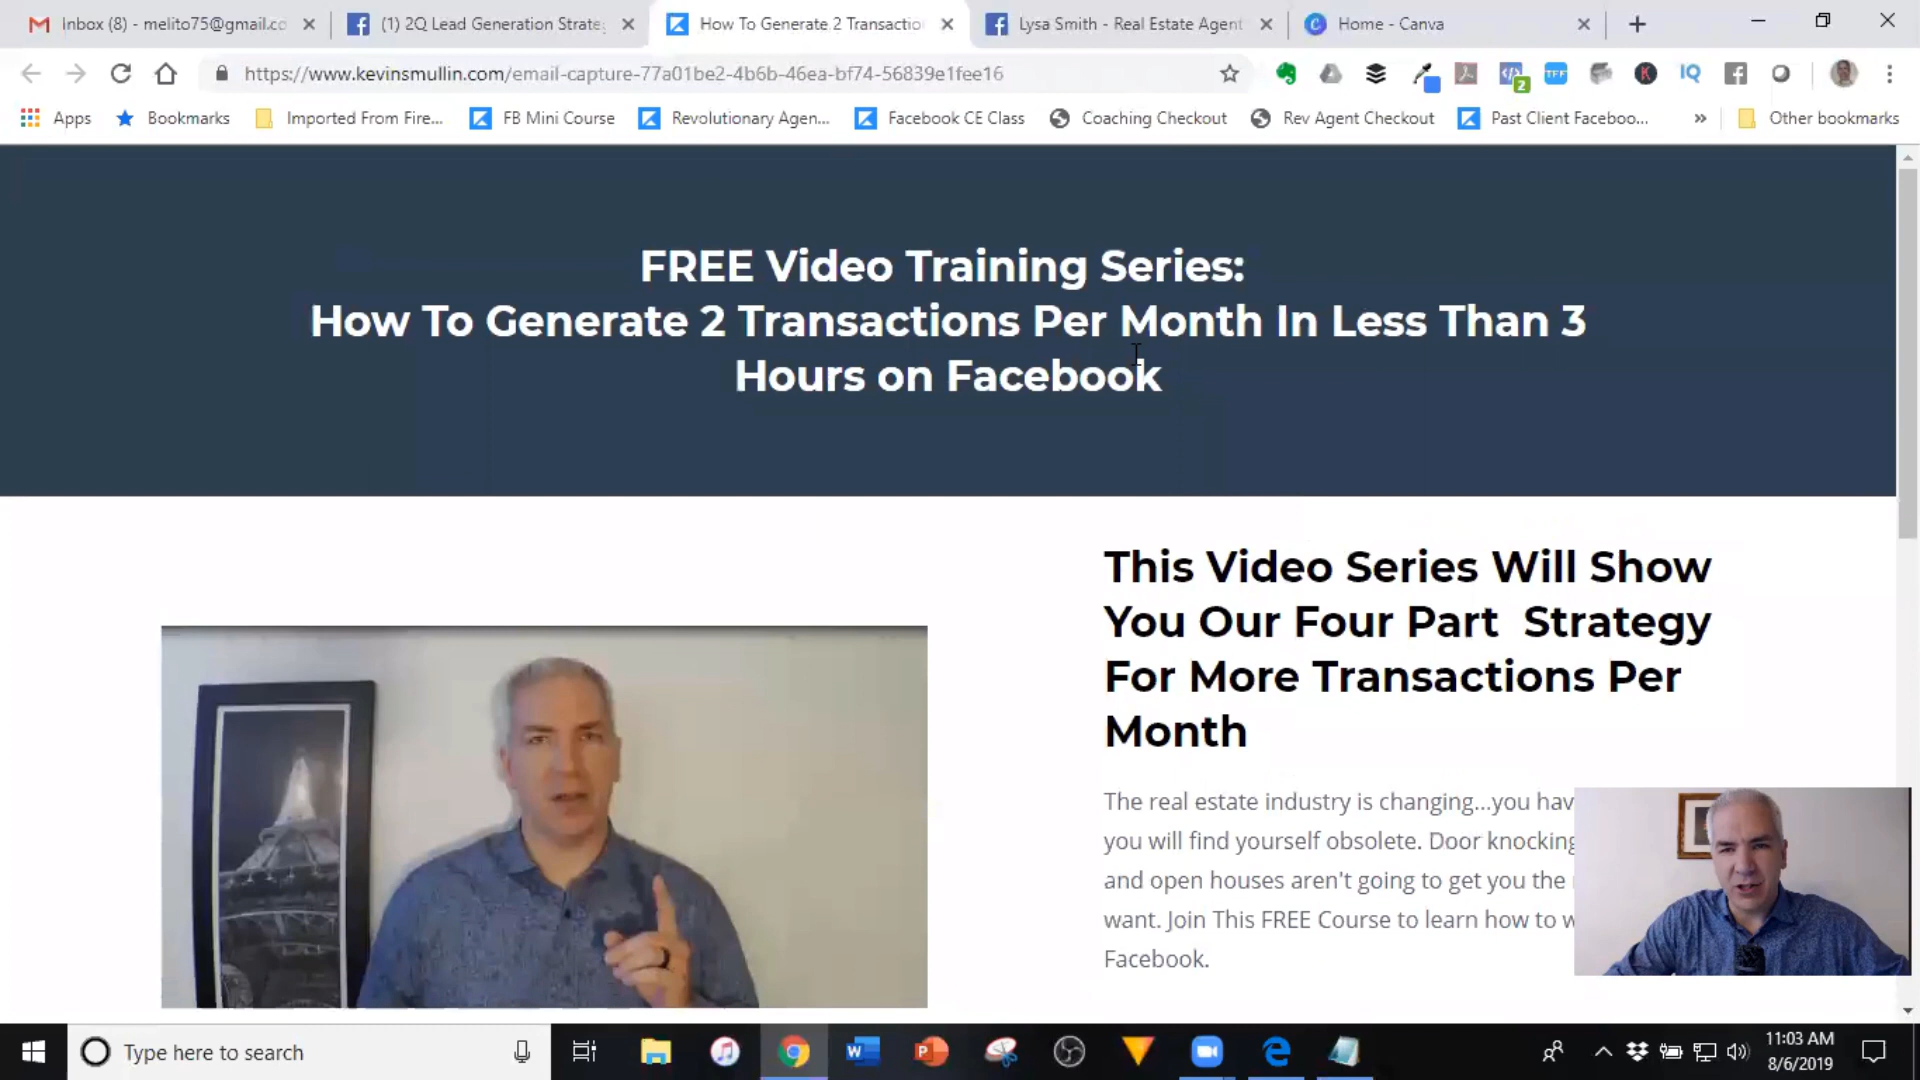 Inbox (8) - melito75@gmail.co
(1) 2Q Lead Generation Strate
How To Generate 2 Transactio
Lysa Smith - Real Estate Agent
Home - Canva
https://www.kevinsmullin.com/email-capture-77a01be2-4b6b-46ea-bf74-56839e1fee16
2
TFF
K
IQ
Apps
Bookmarks
Imported From Fire...
FB Mini Course
Revolutionary Agen...
Facebook CE Class
Coaching Checkout
Rev Agent Checkout
Past Client Faceboo...
»
Other bookmarks
FREE Video Training Series:
How To Generate 2 Transactions Per Month In Less Than 3
Hours on Facebook
This Video Series Will Show
You Our Four Part Strategy
For More Transactions Per
Month
The real estate industry is changing...you hav
you will find yourself obsolete. Door knocking
and open houses aren't going to get you the
want. Join This FREE Course to learn how to w
Facebook.
Type here to search
11:03 AM
8/6/2019